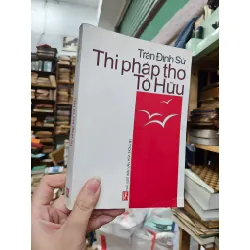 Trần Đình Sử
Thi pháp thơ
Tố Hữu